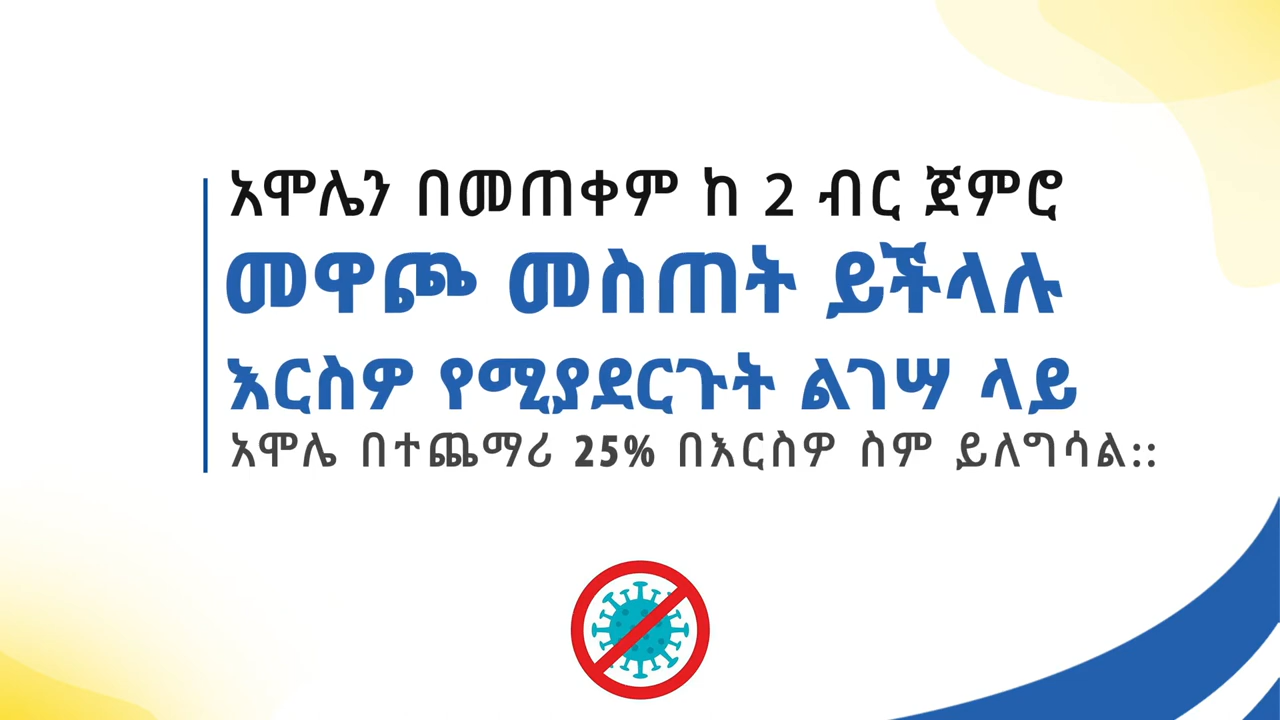 አሞሌን በመጠቀም ከ 2 ብር ጀምሮ
መዋጮ መስጠት ይችላሉ
እርስዎ የሚያደርጉት ልገሣ ላይ
አሞሌ በተጨማሪ 25% በእርስዎ ስም ይለግሳል::